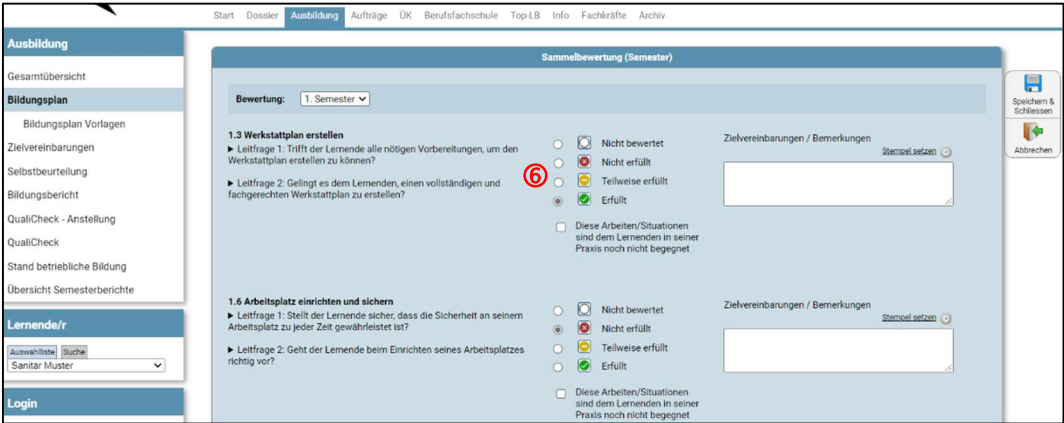 Start Dossier Ausbildung Aufträge ÜK Berufsfachschule Top-LB Info Fachkräfte Archiv
Ausbildung
Gesamtübersicht
Bildungsplan
Bildungsplan Vorlagen
Zielvereinbarungen
Selbstbeurteilung
Bildungsbericht
QualiCheck - Anstellung
QualiCheck
Stand betriebliche Bildung
Übersicht Semesterberichte
Lernende/r
Auswahlliste Suche
Sanitär Muster
Login
Sammelbewertung (Semester)
Bewertung: 1. Semester
1.3 Werkstattplan erstellen
▶ Leitfrage 1: Trifft der Lernende alle nötigen Vorbereitungen, um den
Werkstattplan erstellen zu können?
▶ Leitfrage 2: Gelingt es dem Lernenden, einen vollständigen und
fachgerechten Werkstattplan zu erstellen?
⑥
Nicht bewertet
Nicht erfüllt
Teilweise erfüllt
Erfüllt
Diese Arbeiten/Situationen
sind dem Lernenden in seiner
Praxis noch nicht begegnet
Zielvereinbarungen / Bemerkungen
Stempel setzen
1.6 Arbeitsplatz einrichten und sichern
▶ Leitfrage 1: Stellt der Lernende sicher, dass die Sicherheit an seinem
Arbeitsplatz zu jeder Zeit gewährleistet ist?
▶ Leitfrage 2: Geht der Lernende beim Einrichten seines Arbeitsplatzes
richtig vor?
Nicht bewertet
Nicht erfüllt
Teilweise erfüllt
Erfüllt
Diese Arbeiten/Situationen
sind dem Lernenden in seiner
Praxis noch nicht begegnet
Zielvereinbarungen / Bemerkungen
Stempel setzen
Speichern &
Schliessen
Abbrechen